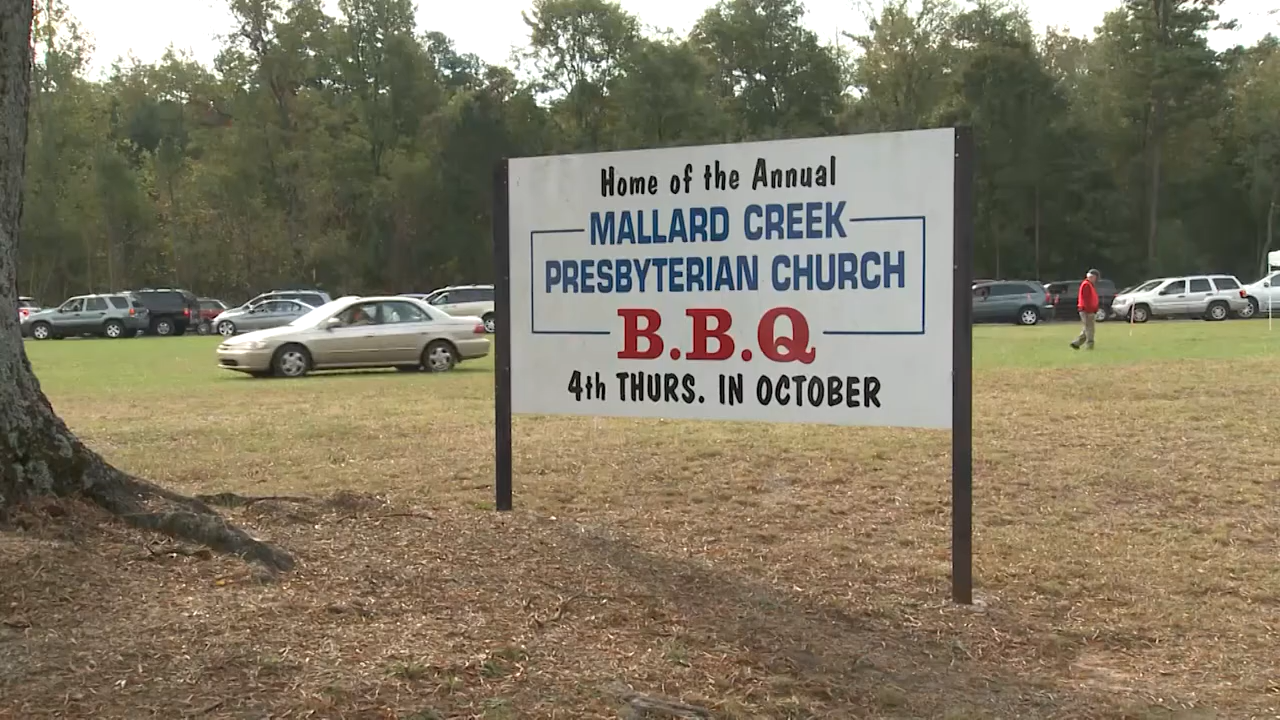 Home of the Annual
MALLARD CREEK
PRESBYTERIAN CHURCH
B.B.Q
4th THURS. IN OCTOBER